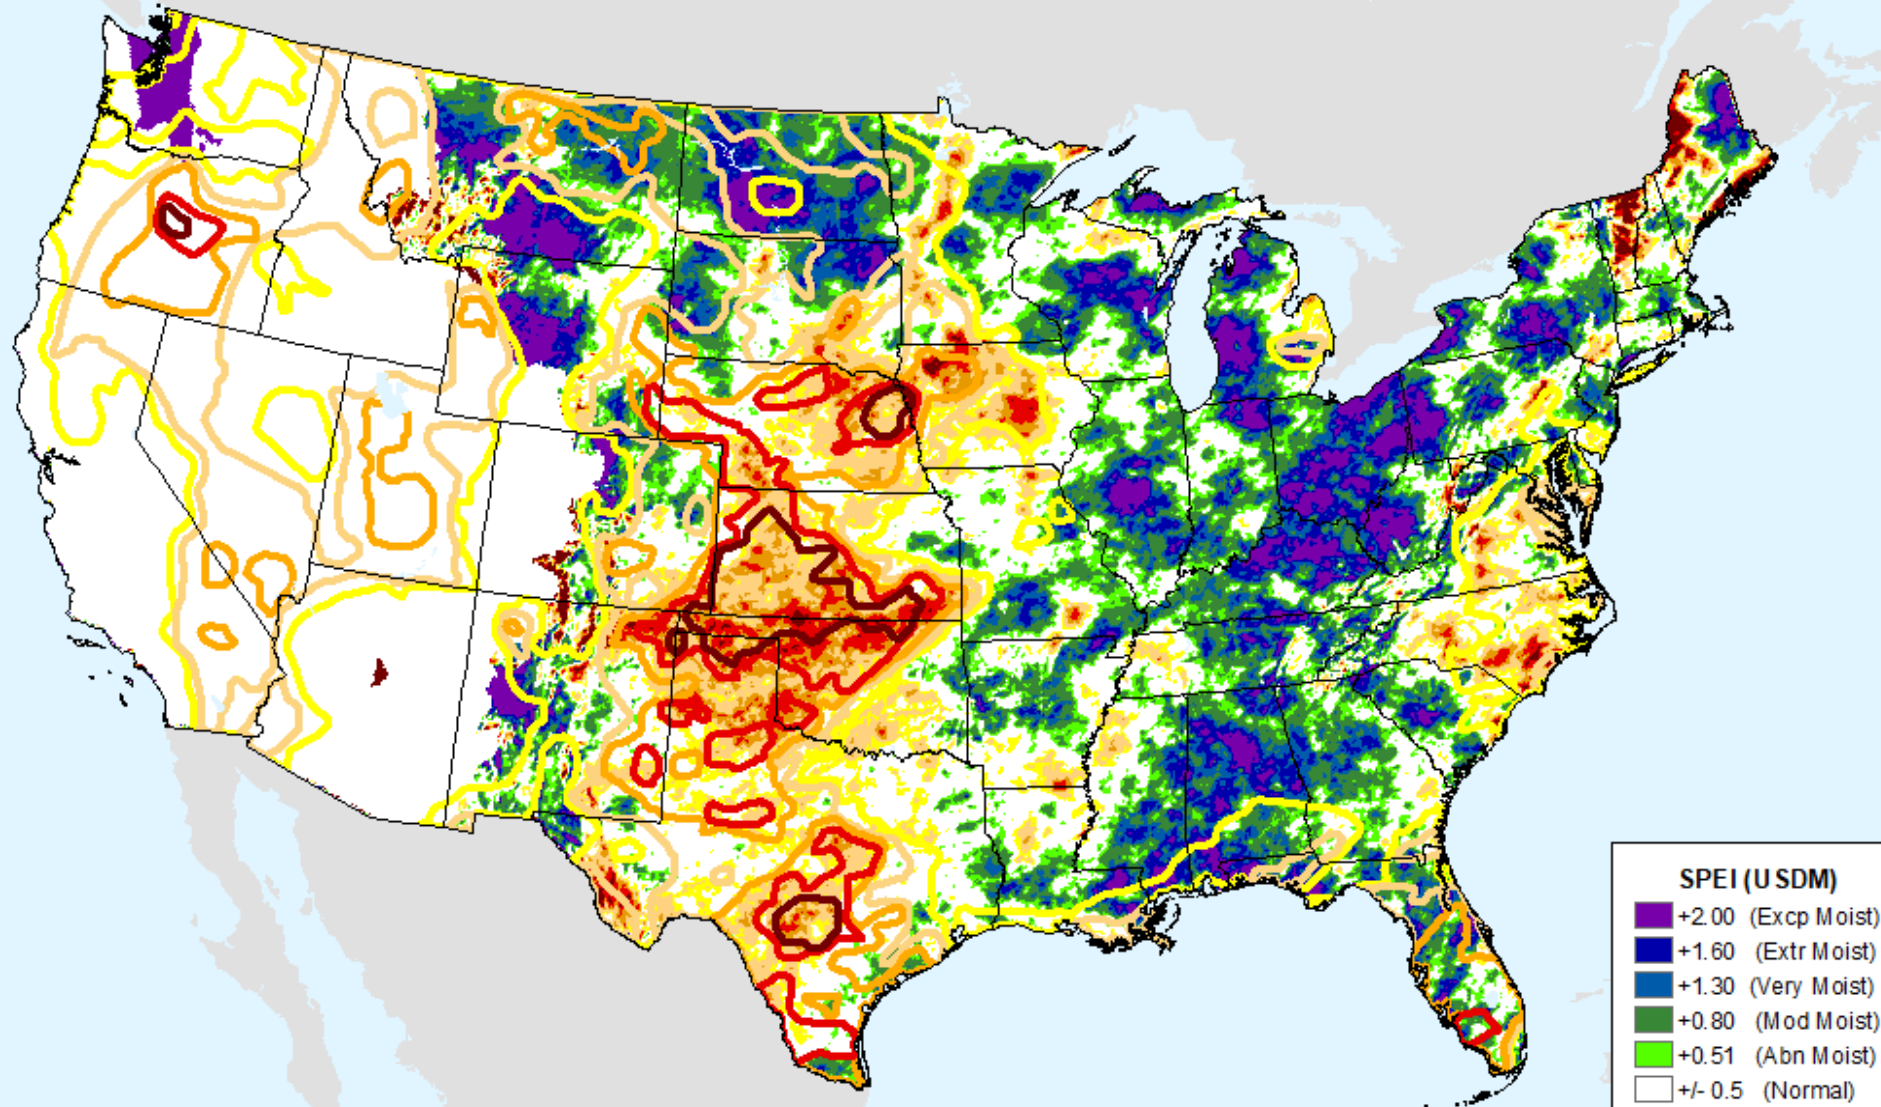 SPEI (USDM)
+2.00 (Excp Moist)
+1.60 (Extr Moist)
+1.30 (Very Moist)
+0.80 (Mod Moist)
+0.51 (Abn Moist)
+/- 0.5 (Normal)